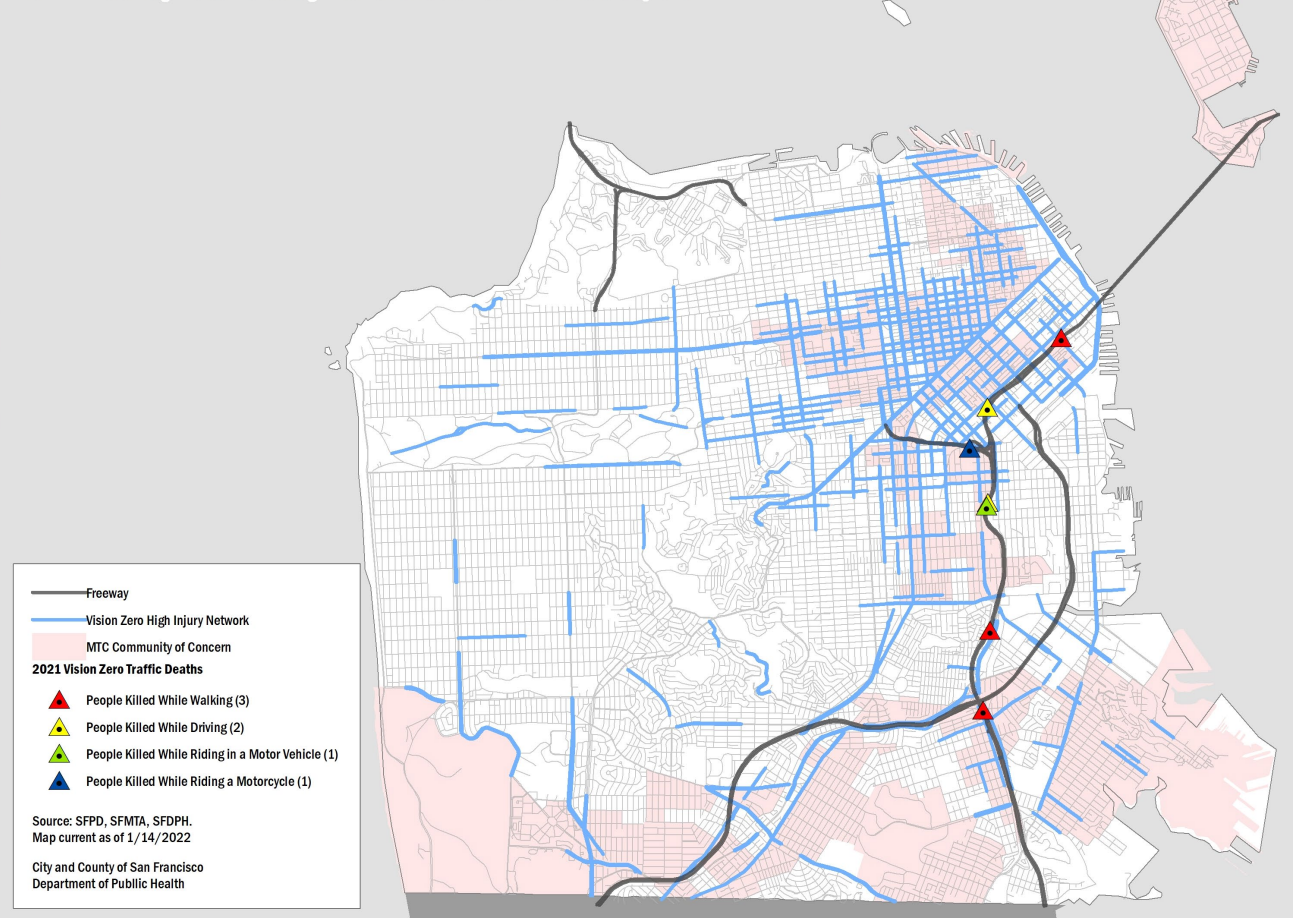 Freeway
Vision Zero High Injury Network
MTC Community of Concern
2021 Vision Zero Traffic Deaths
People Killed While Walking (3)
People Killed While Driving (2)
People Killed While Riding in a Motor Vehicle (1)
People Killed While Riding a Motorcycle (1)
Source: SFPD, SFMTA, SFDPH.
Map current as of 1/14/2022
City and County of San Francisco
Department of Publlic Health